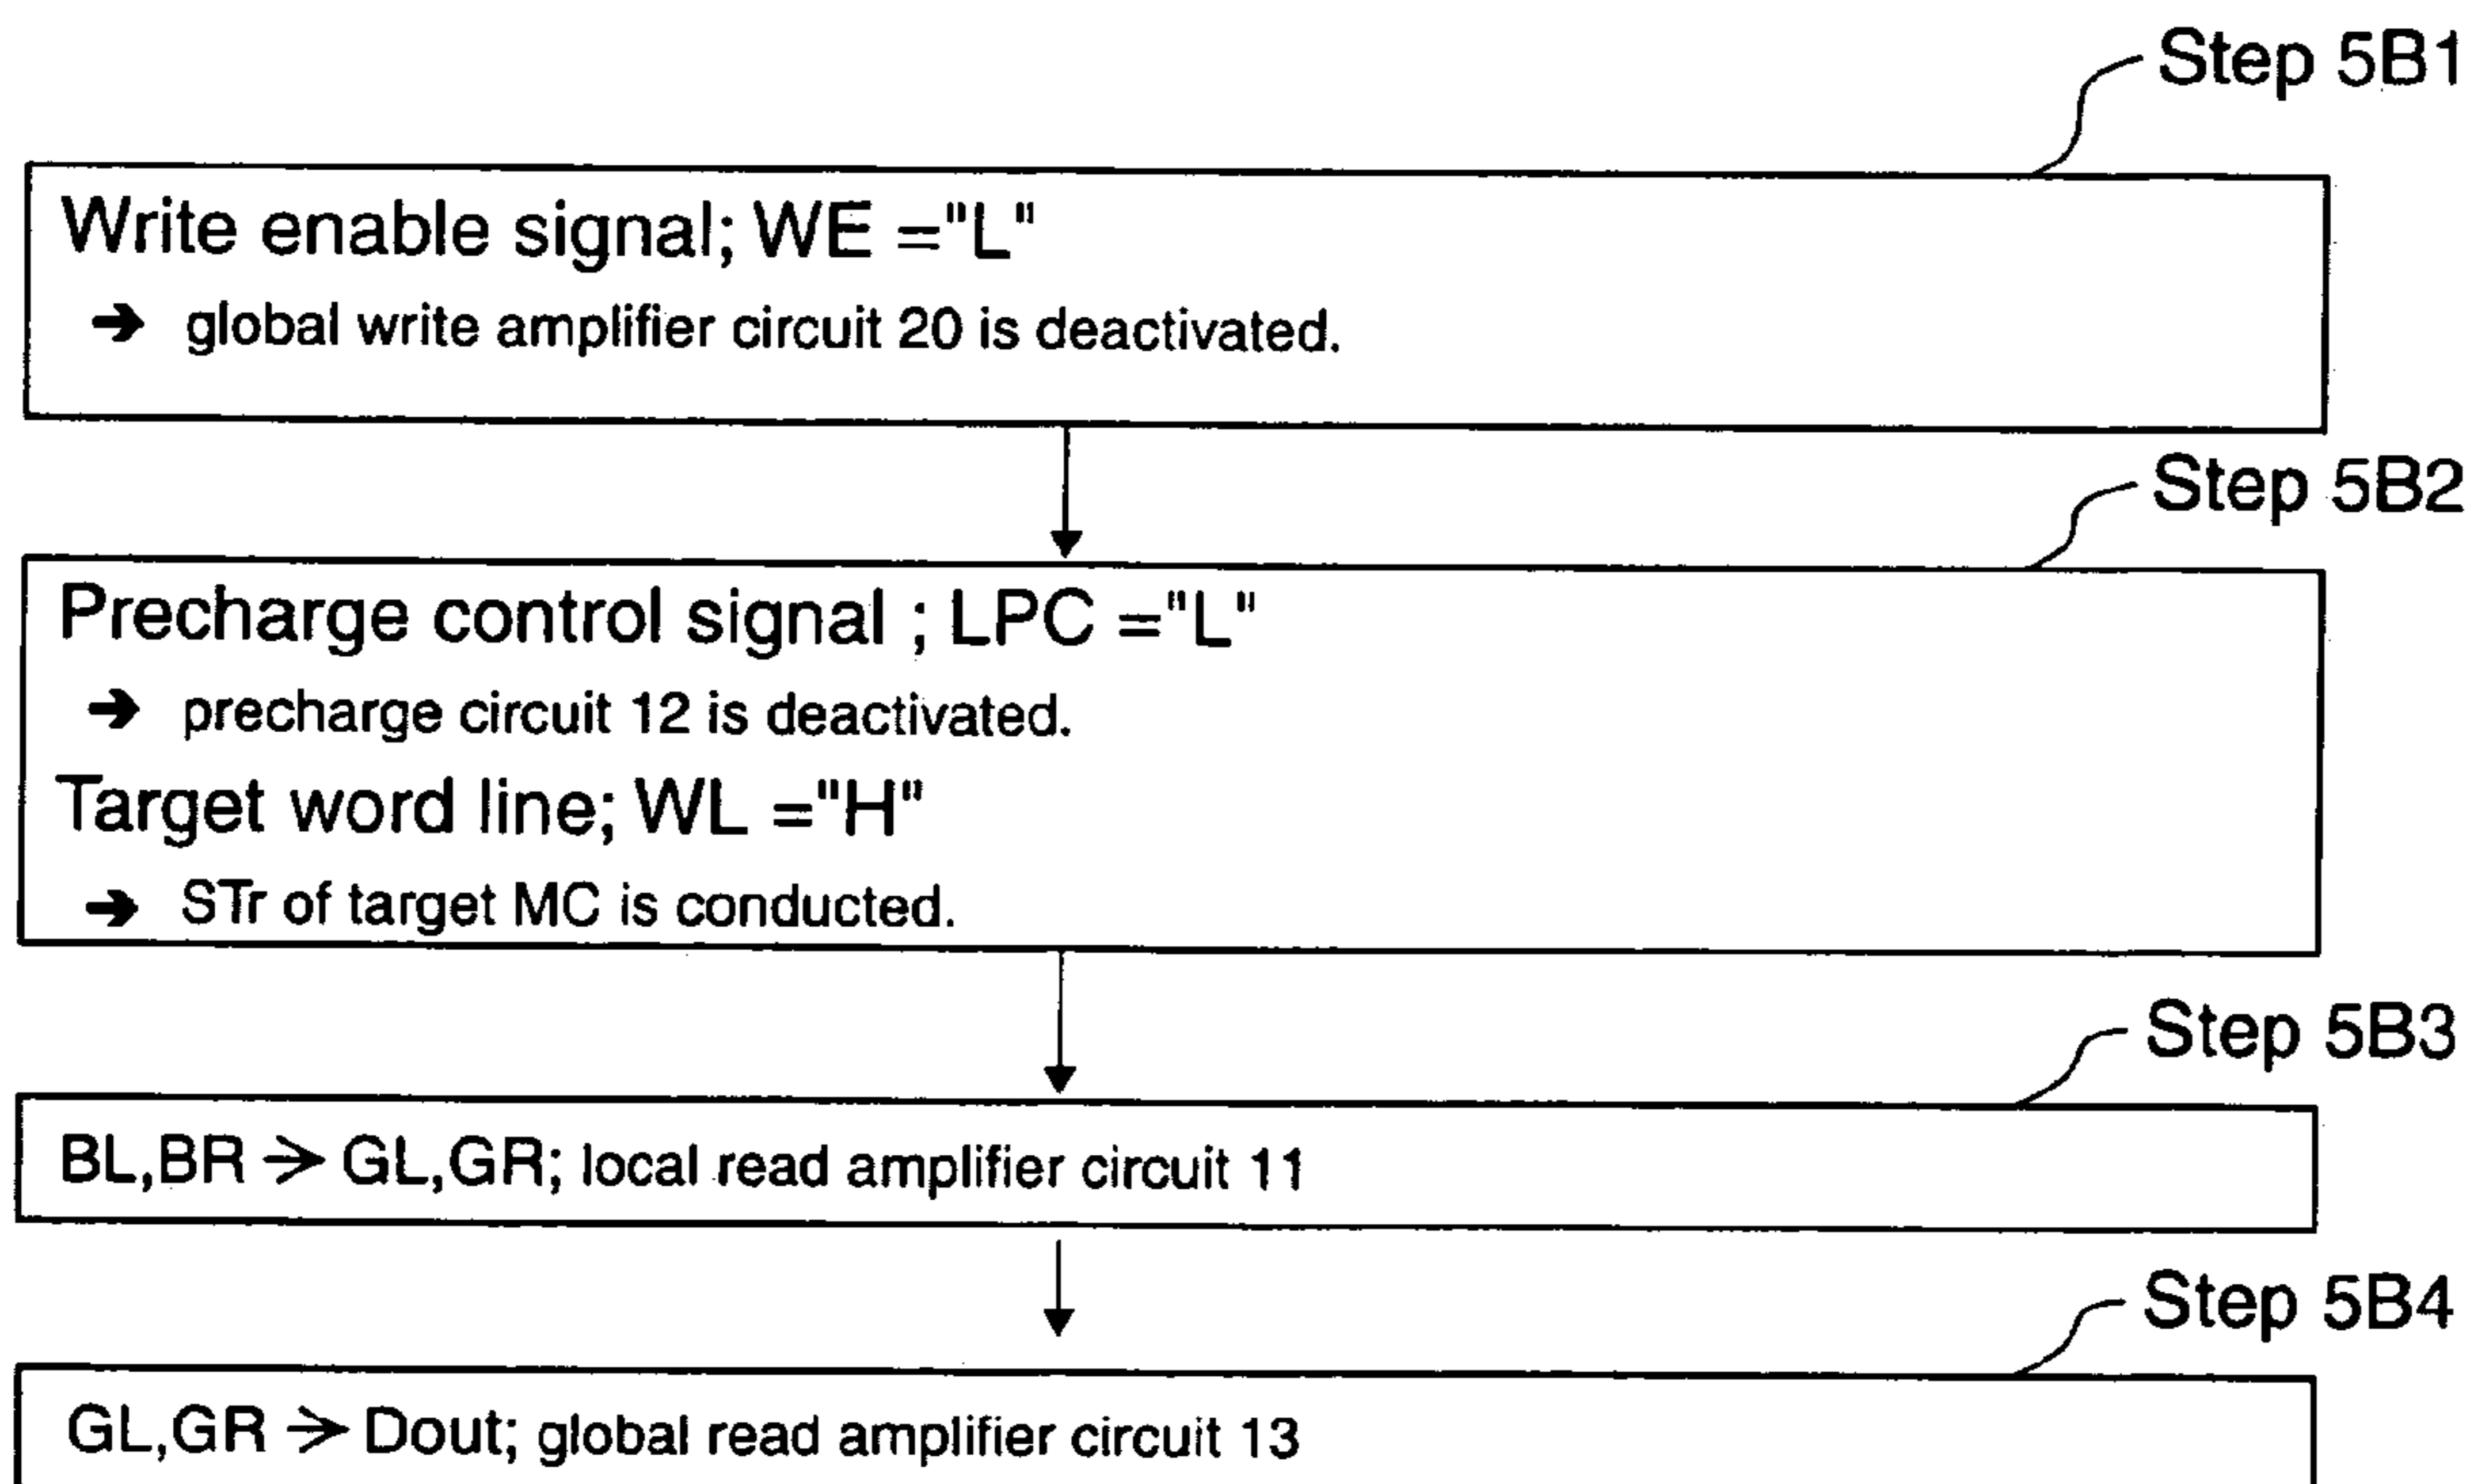 Step 5B1
Write enable signal; WE ="L"
➔ global write amplifier circuit 20 is deactivated.
Step 5B2
Precharge control signal ; LPC ="L"
➔ precharge circuit 12 is deactivated.
Target word line; WL ="H"
➔ STr of target MC is conducted.
Step 5B3
BL,BR → GL,GR; local read amplifier circuit 11
Step 5B4
GL,GR → Dout; global read amplifier circuit 13